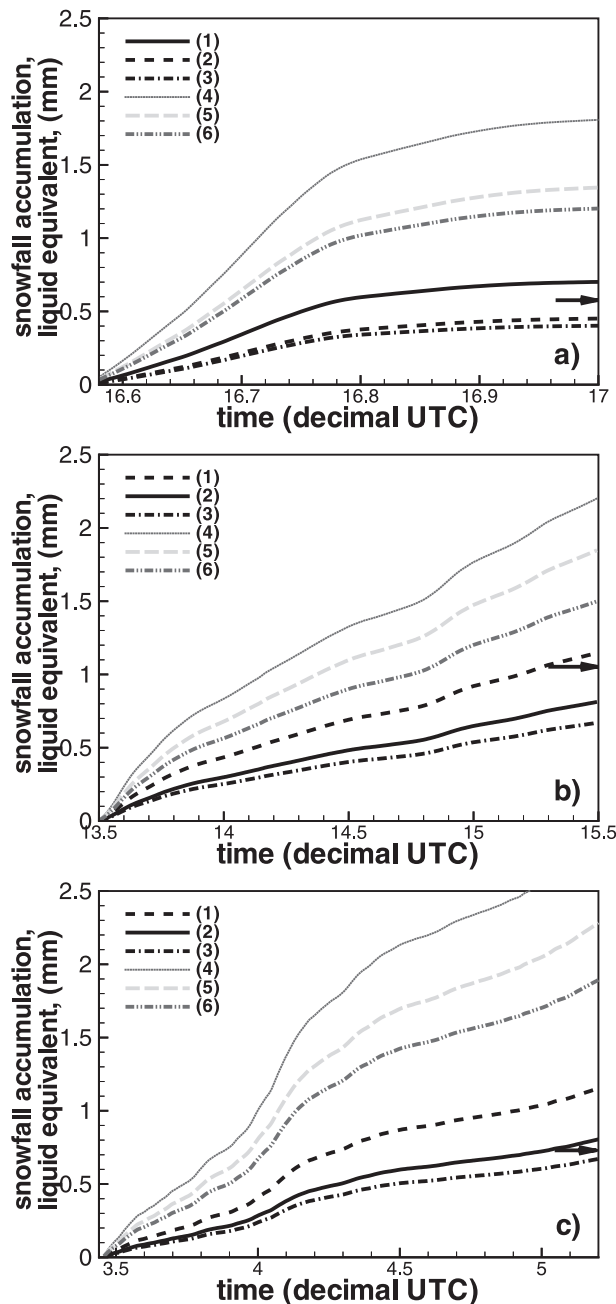 2.5
2
1.5
1
0.5
0
snowfall accumulation,
liquid equivalent, (mm)
(1)
(2)
(3)
(4)
(5)
(6)
a)
16.6 16.7 16.8 16.9 17
time (decimal UTC)
2.5
2
1.5
1
0.5
0
snowfall accumulation,
liquid equivalent, (mm)
(1)
(2)
(3)
(4)
(5)
(6)
b)
13.5 14 14.5 15 15.5
time (decimal UTC)
2.5
2
1.5
1
0.5
0
snowfall accumulation,
liquid equivalent, (mm)
(1)
(2)
(3)
(4)
(5)
(6)
c)
3.5 4 4.5 5
time (decimal UTC)